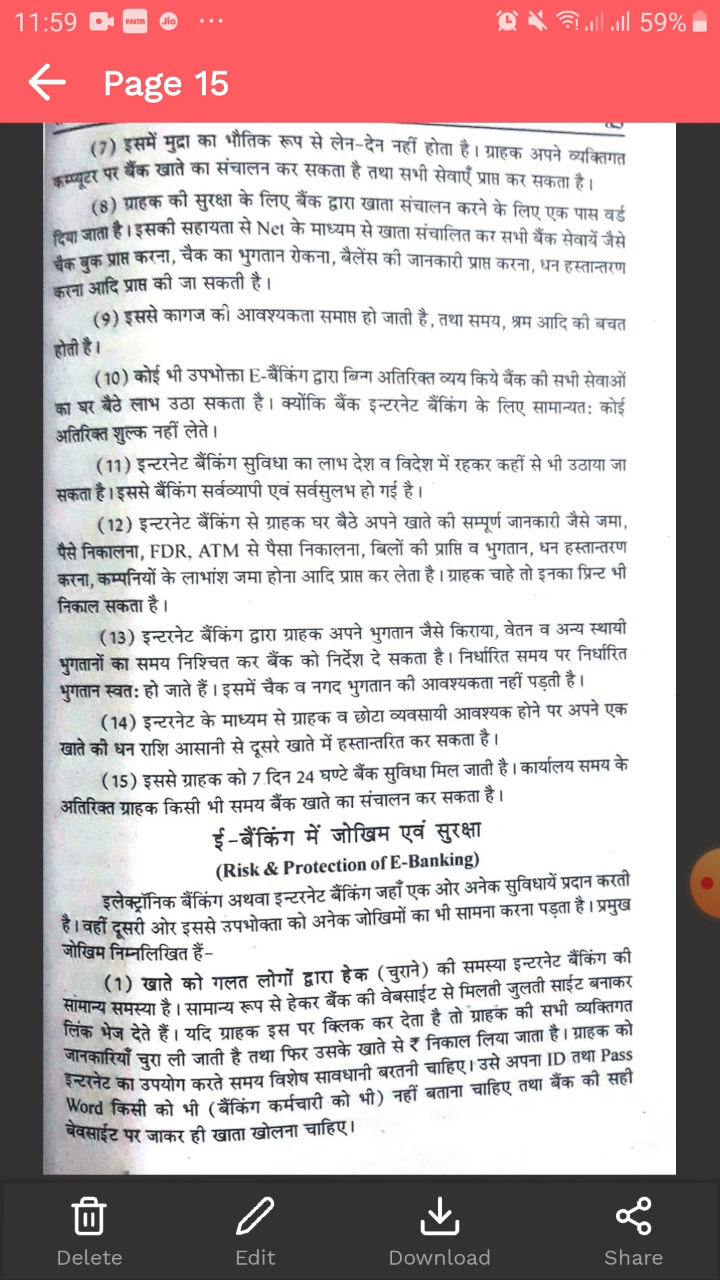 11:59
Paytm
Jio
59%
Page 15
(7) इसमें मुद्रा का भौतिक रूप से लेन-देन नहीं होता है। ग्राहक अपने व्यक्तिगत
कम्प्यूटर पर बैंक खाते का संचालन कर सकता है तथा सभी सेवाएँ प्राप्त कर सकता है।
(8) ग्राहक की सुरक्षा के लिए बैंक द्वारा खाता संचालन करने के लिए एक पास वर्ड
दिया जाता है। इसकी सहायता से Net के माध्यम से खाता संचालित कर सभी बैंक सेवायें जैसे
चैक बुक प्राप्त करना, चैक का भुगतान रोकना, बैलेंस की जानकारी प्राप्त करना, धन हस्तान्तरण
करना आदि प्राप्त की जा सकती है।
(9) इससे कागज की आवश्यकता समाप्त हो जाती है, तथा समय, श्रम आदि की बचत
होती है।
(10) कोई भी उपभोक्ता E-बैंकिंग द्वारा बिना अतिरिक्त व्यय किये बैंक की सभी सेवाओं
का घर बैठे लाभ उठा सकता है। क्योंकि बैंक इन्टरनेट बैंकिंग के लिए सामान्यत: कोई
अतिरिक्त शुल्क नहीं लेते।
(11) इन्टरनेट बैंकिंग सुविधा का लाभ देश व विदेश में रहकर कहीं से भी उठाया जा
सकता है। इससे बैंकिंग सर्वव्यापी एवं सर्वसुलभ हो गई है।
(12) इन्टरनेट बैंकिंग से ग्राहक घर बैठे अपने खाते की सम्पूर्ण जानकारी जैसे जमा,
पैसे निकालना, FDR, ATM से पैसा निकालना, बिलों की प्राप्ति व भुगतान, धन हस्तान्तरण
करना, कम्पनियों के लाभांश जमा होना आदि प्राप्त कर लेता है। ग्राहक चाहे तो इनका प्रिन्ट भी
निकाल सकता है।
(13) इन्टरनेट बैंकिंग द्वारा ग्राहक अपने भुगतान जैसे किराया, वेतन व अन्य स्थायी
भुगतानों का समय निश्चित कर बैंक को निर्देश दे सकता है। निर्धारित समय पर निर्धारित
भुगतान स्वत: हो जाते हैं। इसमें चैक व नगद भुगतान की आवश्यकता नहीं पड़ती है।
(14) इन्टरनेट के माध्यम से ग्राहक व छोटा व्यवसायी आवश्यक होने पर अपने एक
खाते की धन राशि आसानी से दूसरे खाते में हस्तान्तरित कर सकता है।
(15) इससे ग्राहक को 7 दिन 24 घण्टे बैंक सुविधा मिल जाती है। कार्यालय समय के
अतिरिक्त ग्राहक किसी भी समय बैंक खाते का संचालन कर सकता है।
ई-बैंकिंग में जोखिम एवं सुरक्षा
(Risk & Protection of E-Banking)
इलेक्ट्रॉनिक बैंकिंग अथवा इन्टरनेट बैंकिंग जहाँ एक ओर अनेक सुविधायें प्रदान करती
है। वहीं दूसरी ओर इससे उपभोक्ता को अनेक जोखिमों का भी सामना करना पड़ता है। प्रमुख
जोखिम निम्नलिखित हैं-
(1) खाते को गलत लोगों द्वारा हेक (चुराने) की समस्या इन्टरनेट बैंकिंग की
सामान्य समस्या है। सामान्य रूप से हेकर बैंक की वेबसाईट से मिलती जुलती साईट बनाकर
लिंक भेज देते हैं। यदि ग्राहक इस पर क्लिक कर देता है तो ग्राहक की सभी व्यक्तिगत
जानकारियाँ चुरा ली जाती है तथा फिर उसके खाते से ₹ निकाल लिया जाता है। ग्राहक को
इन्टरनेट का उपयोग करते समय विशेष सावधानी बरतनी चाहिए। उसे अपना ID तथा Pass
Word किसी को भी (बैंकिंग कर्मचारी को भी) नहीं बताना चाहिए तथा बैंक की सही
बेवसाईट पर जाकर ही खाता खोलना चाहिए।
Delete
Edit
Download
Share